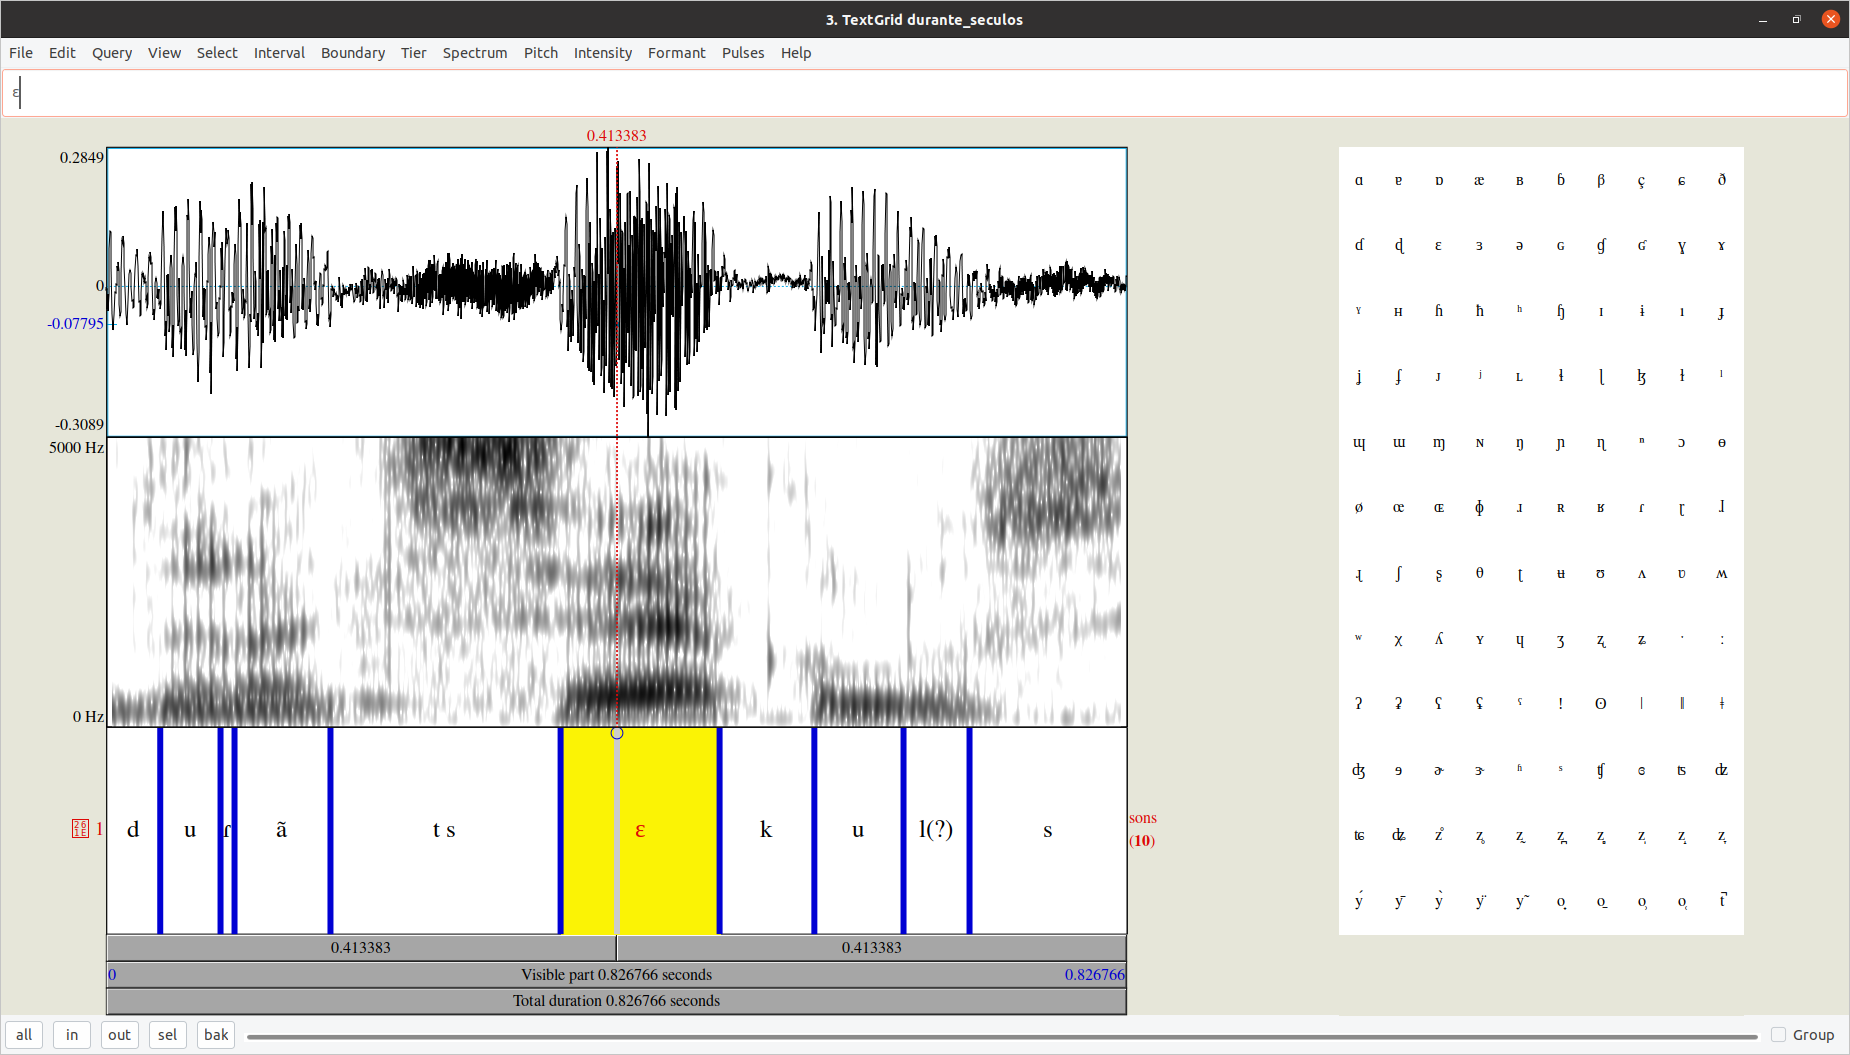 3. TextGrid durante_seculos
File Edit Query View Select Interval Boundary Tier Spectrum Pitch Intensity Formant Pulses Help
ε
0.413383
0.2849
0
-0.07795
-0.3089
5000 Hz
0 Hz
1 d u ɾ ã t s ɛ k u l(?) s
sons
(10)
0.413383 0.413383
0 Visible part 0.826766 seconds 0.826766
Total duration 0.826766 seconds
ɑ ɐ ɒ æ ʙ ɓ β ç ɕ ð
ɗ ɖ ɛ ɜ ə ɢ ɠ ʛ ɣ ɤ
ˠ ʜ ɦ ħ ʰ ɧ ɪ ɨ ı ɟ
ʝ ʄ ᴊ ʲ ʟ ɬ ɭ ɮ ɫ ˡ
ɰ ɯ ɱ ɴ ŋ ɲ ɳ ⁿ ɔ ɵ
ø œ ɶ ɸ ɹ ʀ ʁ ɾ ɽ ɺ
ɻ ʃ ʂ θ ʈ ʉ ʊ ʌ ʋ ʍ
ʷ χ ʎ ʏ ɥ ʒ ʐ ʑ ˑ ː
ʔ ʡ ʕ ʢ ˤ ! ʘ ǀ ǁ ǂ
ʤ ɘ ɚ ɝ ʱ ˢ ʧ ɞ ʦ ʣ
ʨ ʥ z̊ z̥ z̰ z̪ z̺ z̩ z̝ z̞
ý ȳ ỳ ÿ ỹ o̟ o̠ o̹ o̜ t̚
all in out sel bak Group